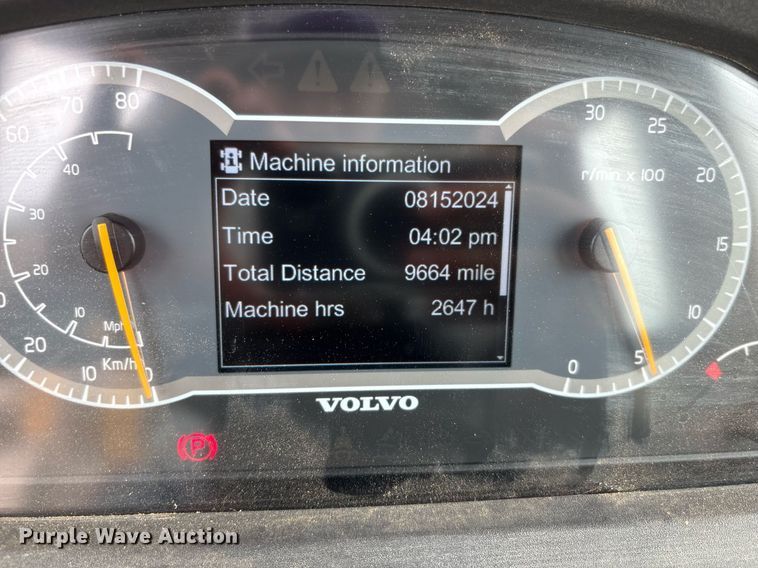 Machine information
Date 08152024
Time 04:02 pm
Total Distance 9664 mile
Machine hrs 2647 h
60 70 80
40
30
20
10
Mph
Km/h
20 10 0
30 25
r/min x 100
20
15
10
5
0
VOLVO
P
Purple Wave Auction